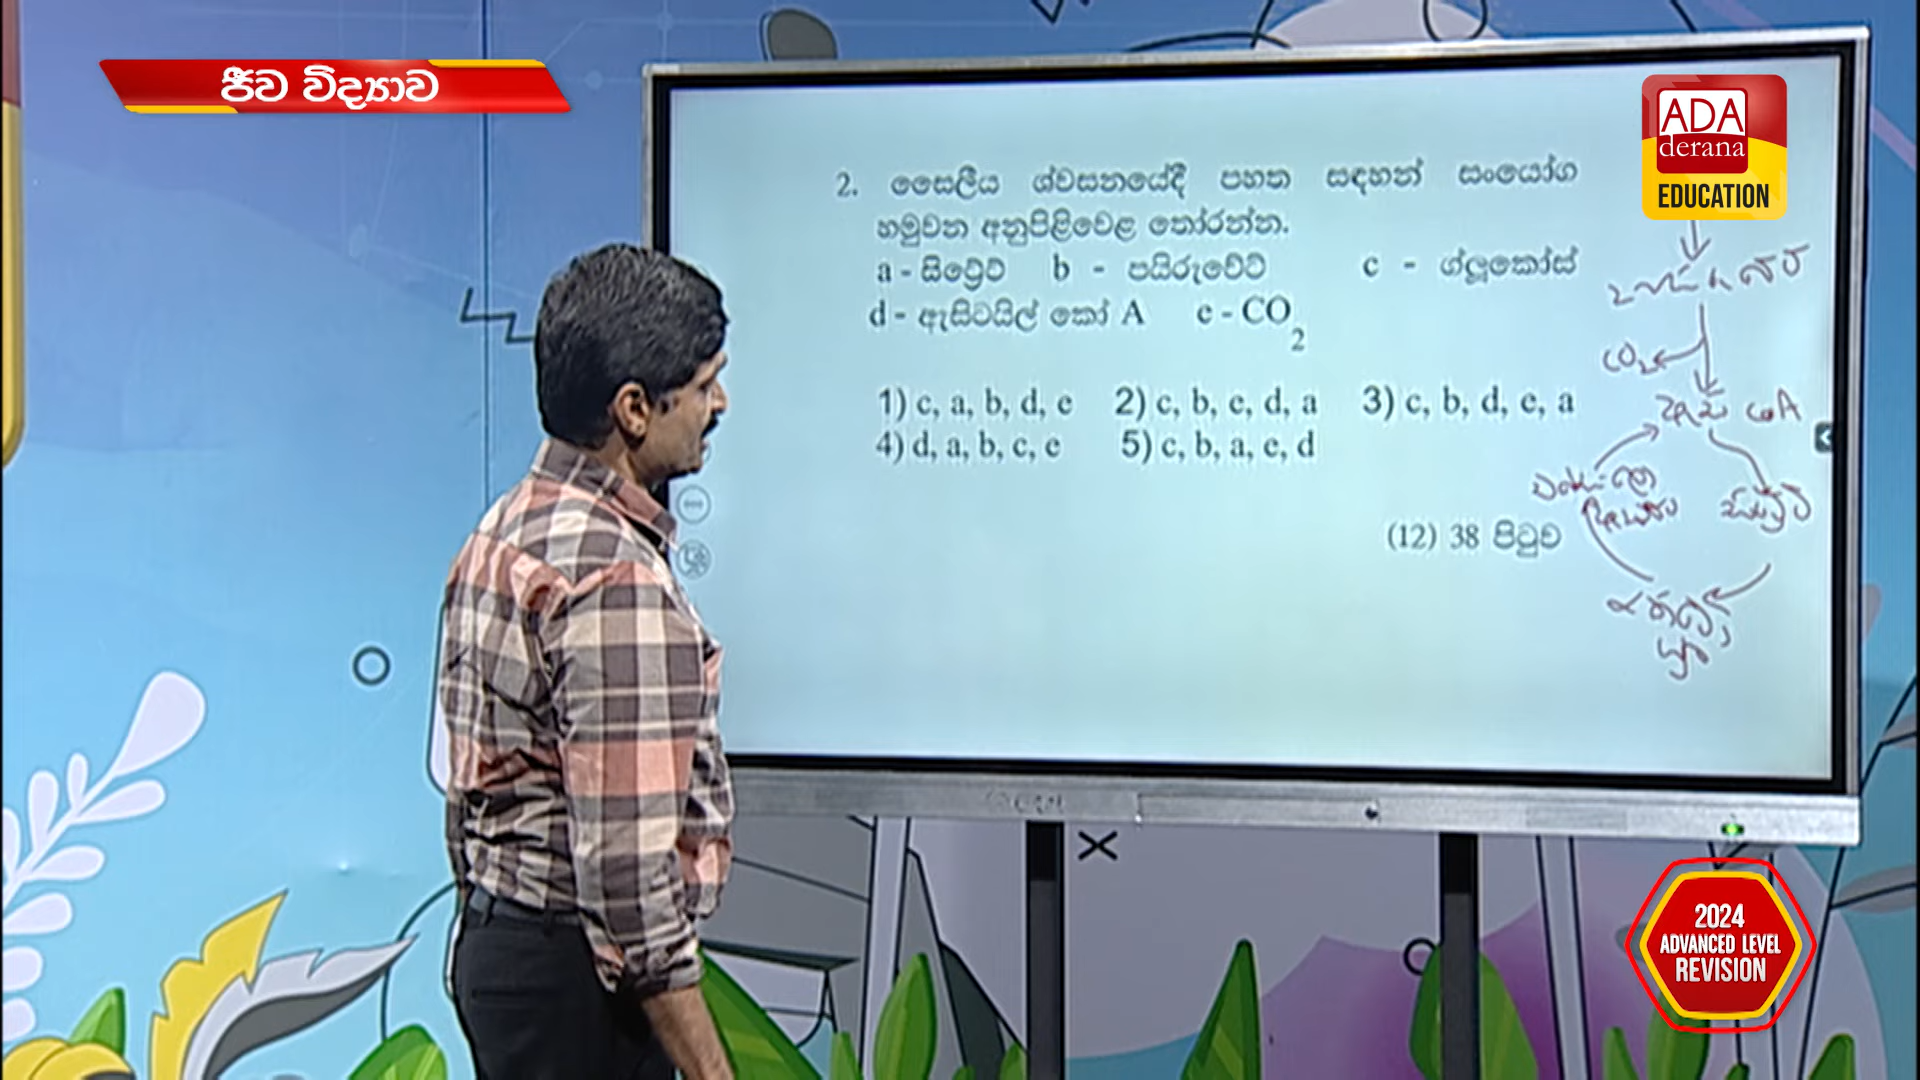 ජීව විද්‍යාව
ADA
derana
EDUCATION
2. සෛලීය ශ්වසනයේදී පහත සඳහන් සංයෝග
හමුවන අනුපිළිවෙළ තෝරන්න.
a - සිට්‍රේට් b - පයිරුවේට් c - ග්ලූකෝස්
d - ඇසිටයිල් කෝ A e - CO2
1) c, a, b, d, e 2) c, b, e, d, a 3) c, b, d, e, a
4) d, a, b, c, e 5) c, b, a, e, d
(12) 38 පිටුව
CO2
2024
ADVANCED LEVEL
REVISION